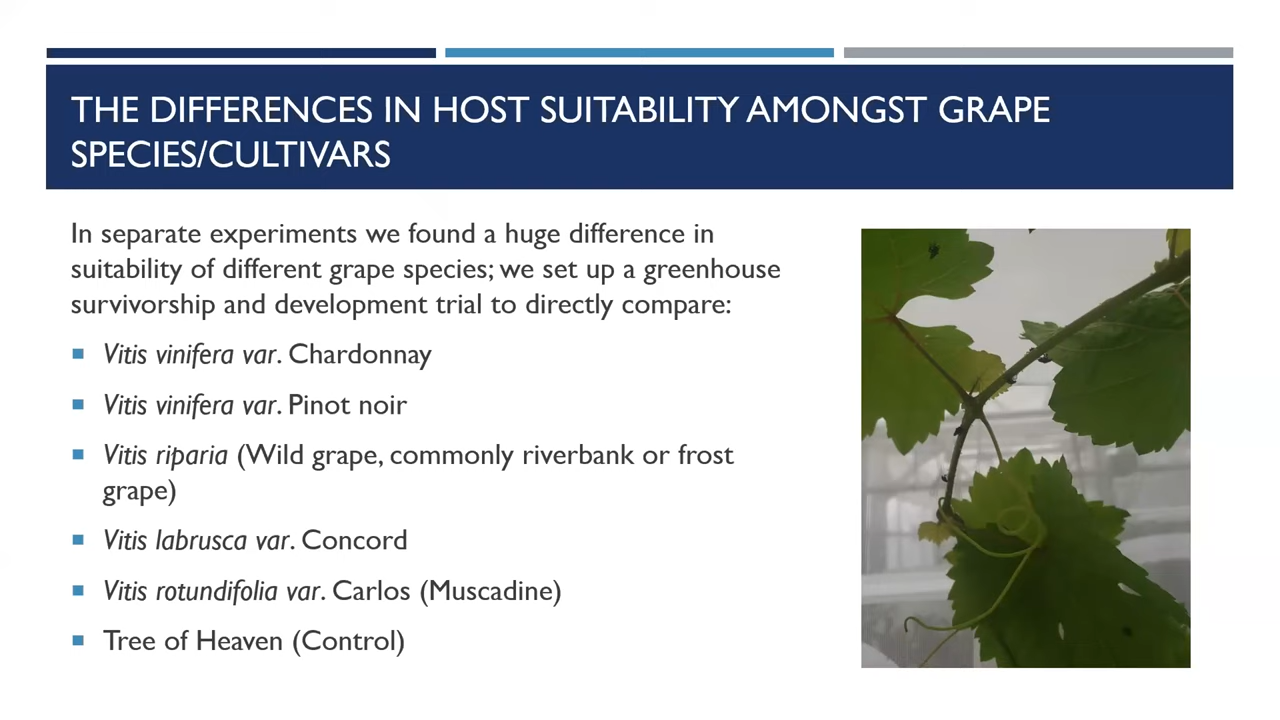 THE DIFFERENCES IN HOST SUITABILITY AMONGST GRAPE
SPECIES/CULTIVARS
In separate experiments we found a huge difference in
suitability of different grape species; we set up a greenhouse
survivorship and development trial to directly compare:
Vitis vinifera var. Chardonnay
Vitis vinifera var. Pinot noir
Vitis riparia (Wild grape, commonly riverbank or frost
grape)
Vitis labrusca var. Concord
Vitis rotundifolia var. Carlos (Muscadine)
Tree of Heaven (Control)